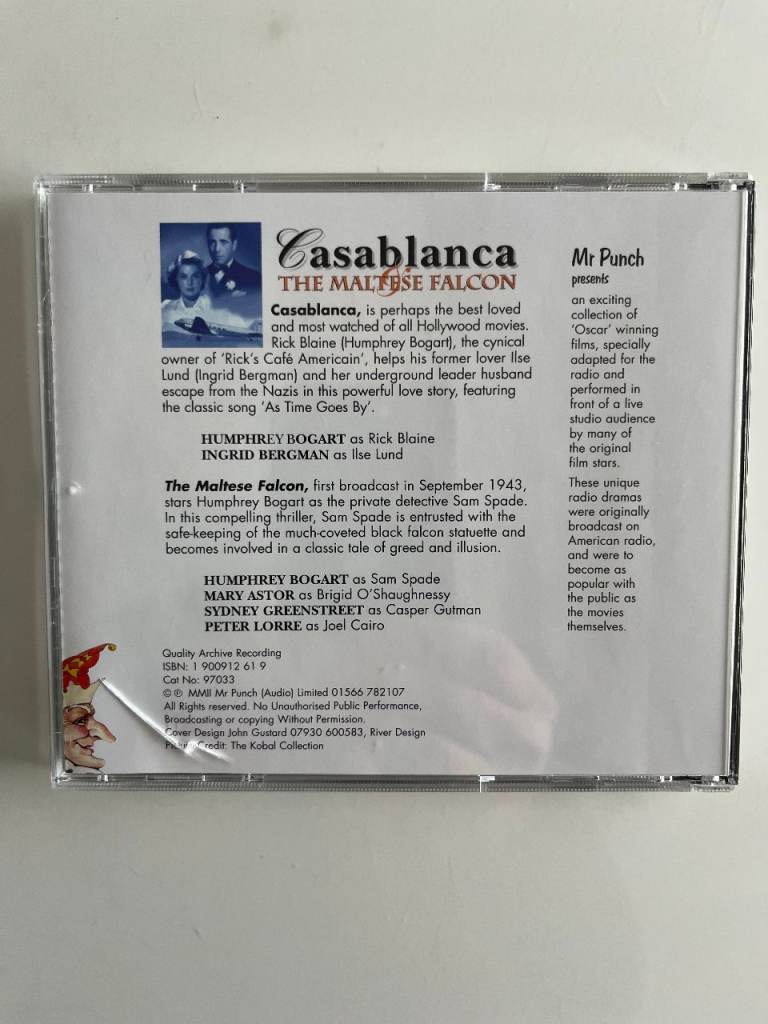 Casablanca
&
THE MALTESE FALCON
Casablanca, is perhaps the best loved
and most watched of all Hollywood movies.
Rick Blaine (Humphrey Bogart), the cynical
owner of ‘Rick’s Café Americain’, helps his former lover Ilse
Lund (Ingrid Bergman) and her underground leader husband
escape from the Nazis in this powerful love story, featuring
the classic song ‘As Time Goes By’.
HUMPHREY BOGART as Rick Blaine
INGRID BERGMAN as Ilse Lund
The Maltese Falcon, first broadcast in September 1943,
stars Humphrey Bogart as the private detective Sam Spade.
In this compelling thriller, Sam Spade is entrusted with the
safe-keeping of the much-coveted black falcon statuette and
becomes involved in a classic tale of greed and illusion.
HUMPHREY BOGART as Sam Spade
MARY ASTOR as Brigid O’Shaughnessy
SYDNEY GREENSTREET as Casper Gutman
PETER LORRE as Joel Cairo
Quality Archive Recording
ISBN: 1 900912 61 9
Cat No: 97033
© ℗ MMII Mr Punch (Audio) Limited 01566 782107
All Rights reserved. No Unauthorised Public Performance,
Broadcasting or copying Without Permission.
Cover Design John Gustard 07930 600583, River Design
Credit: The Kobal Collection
Mr Punch
presents
an exciting
collection of
‘Oscar’ winning
films, specially
adapted for the
radio and
performed in
front of a live
studio audience
by many of
the original
film stars.
These unique
radio dramas
were originally
broadcast on
American radio,
and were to
become as
popular with
the public as
the movies
themselves.